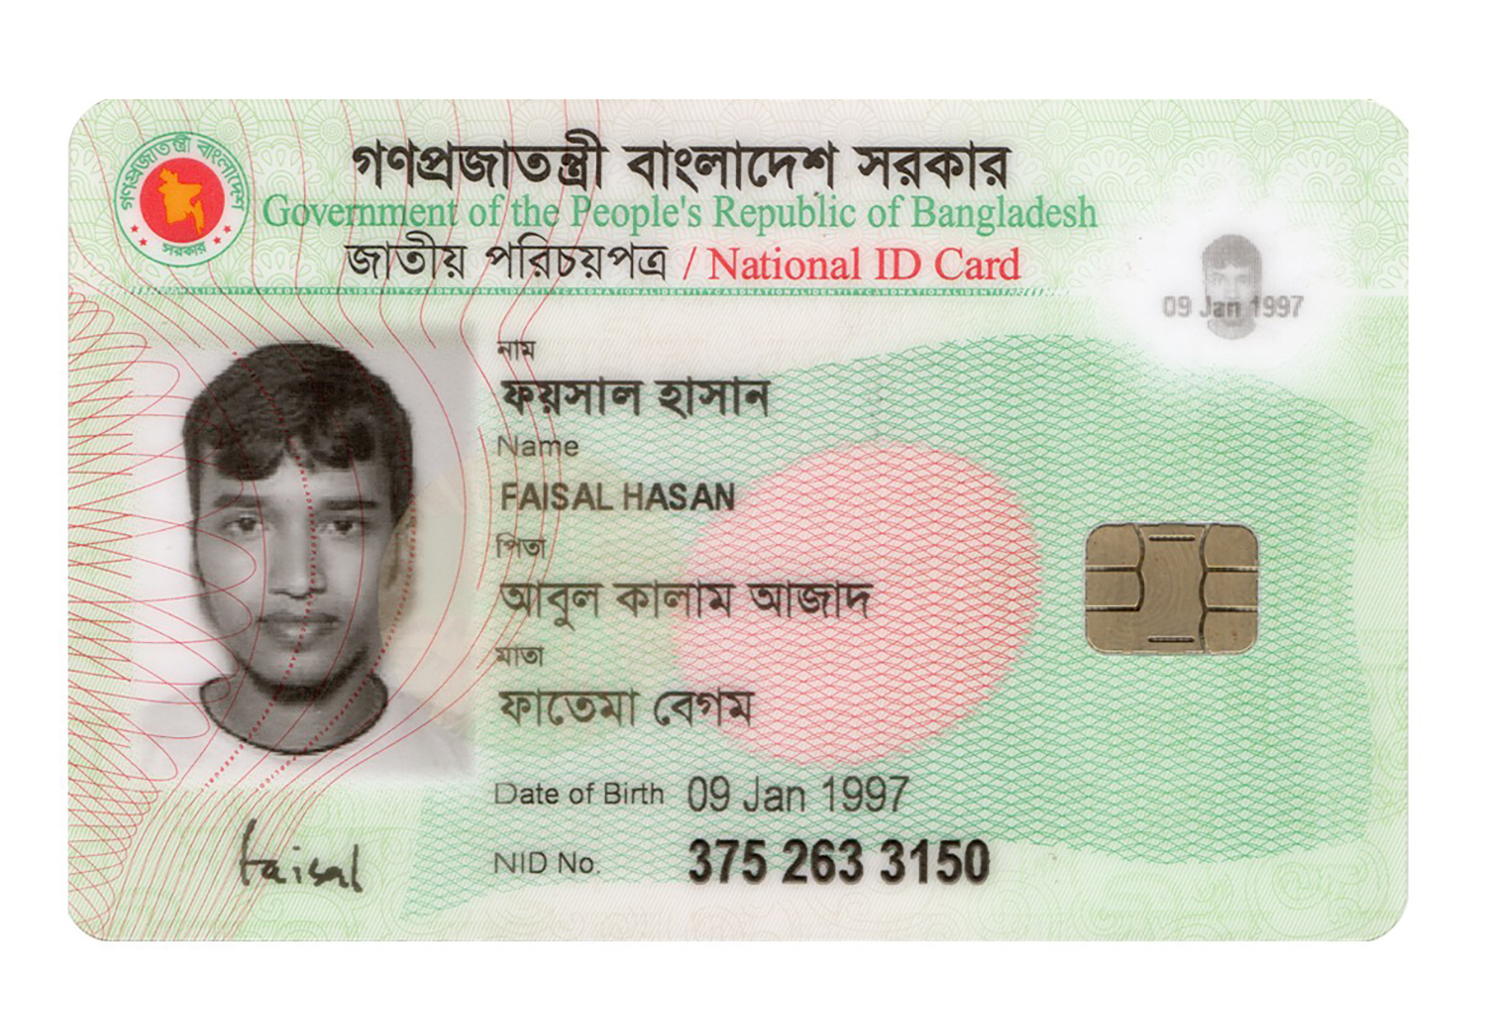 গণপ্রজাতন্ত্রী বাংলাদেশ সরকার
গণপ্রজাতন্ত্রী বাংলাদেশ
সরকার
Government of the People's Republic of Bangladesh
জাতীয় পরিচয়পত্র / National ID Card
09 Jan 1997
নাম
ফয়সাল হাসান
Name
FAISAL HASAN
পিতা
আবুল কালাম আজাদ
মাতা
ফাতেমা বেগম
Date of Birth 09 Jan 1997
faisal
NID No. 375 263 3150